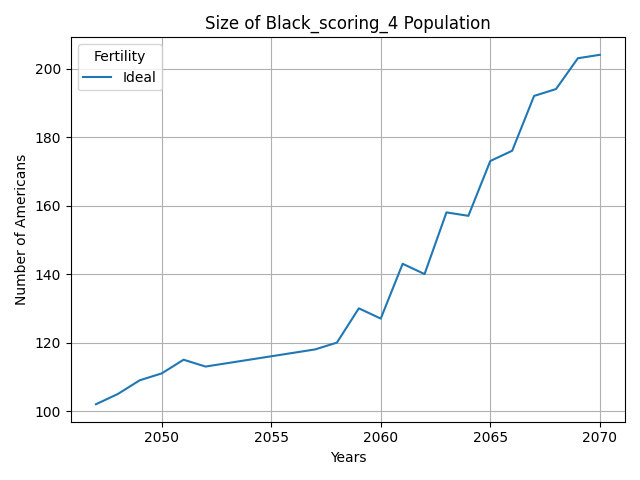 Size of Black_scoring_4 Population
Fertility
Ideal
Number of Americans
200
180
160
140
120
100
2050 2055 2060 2065 2070
Years